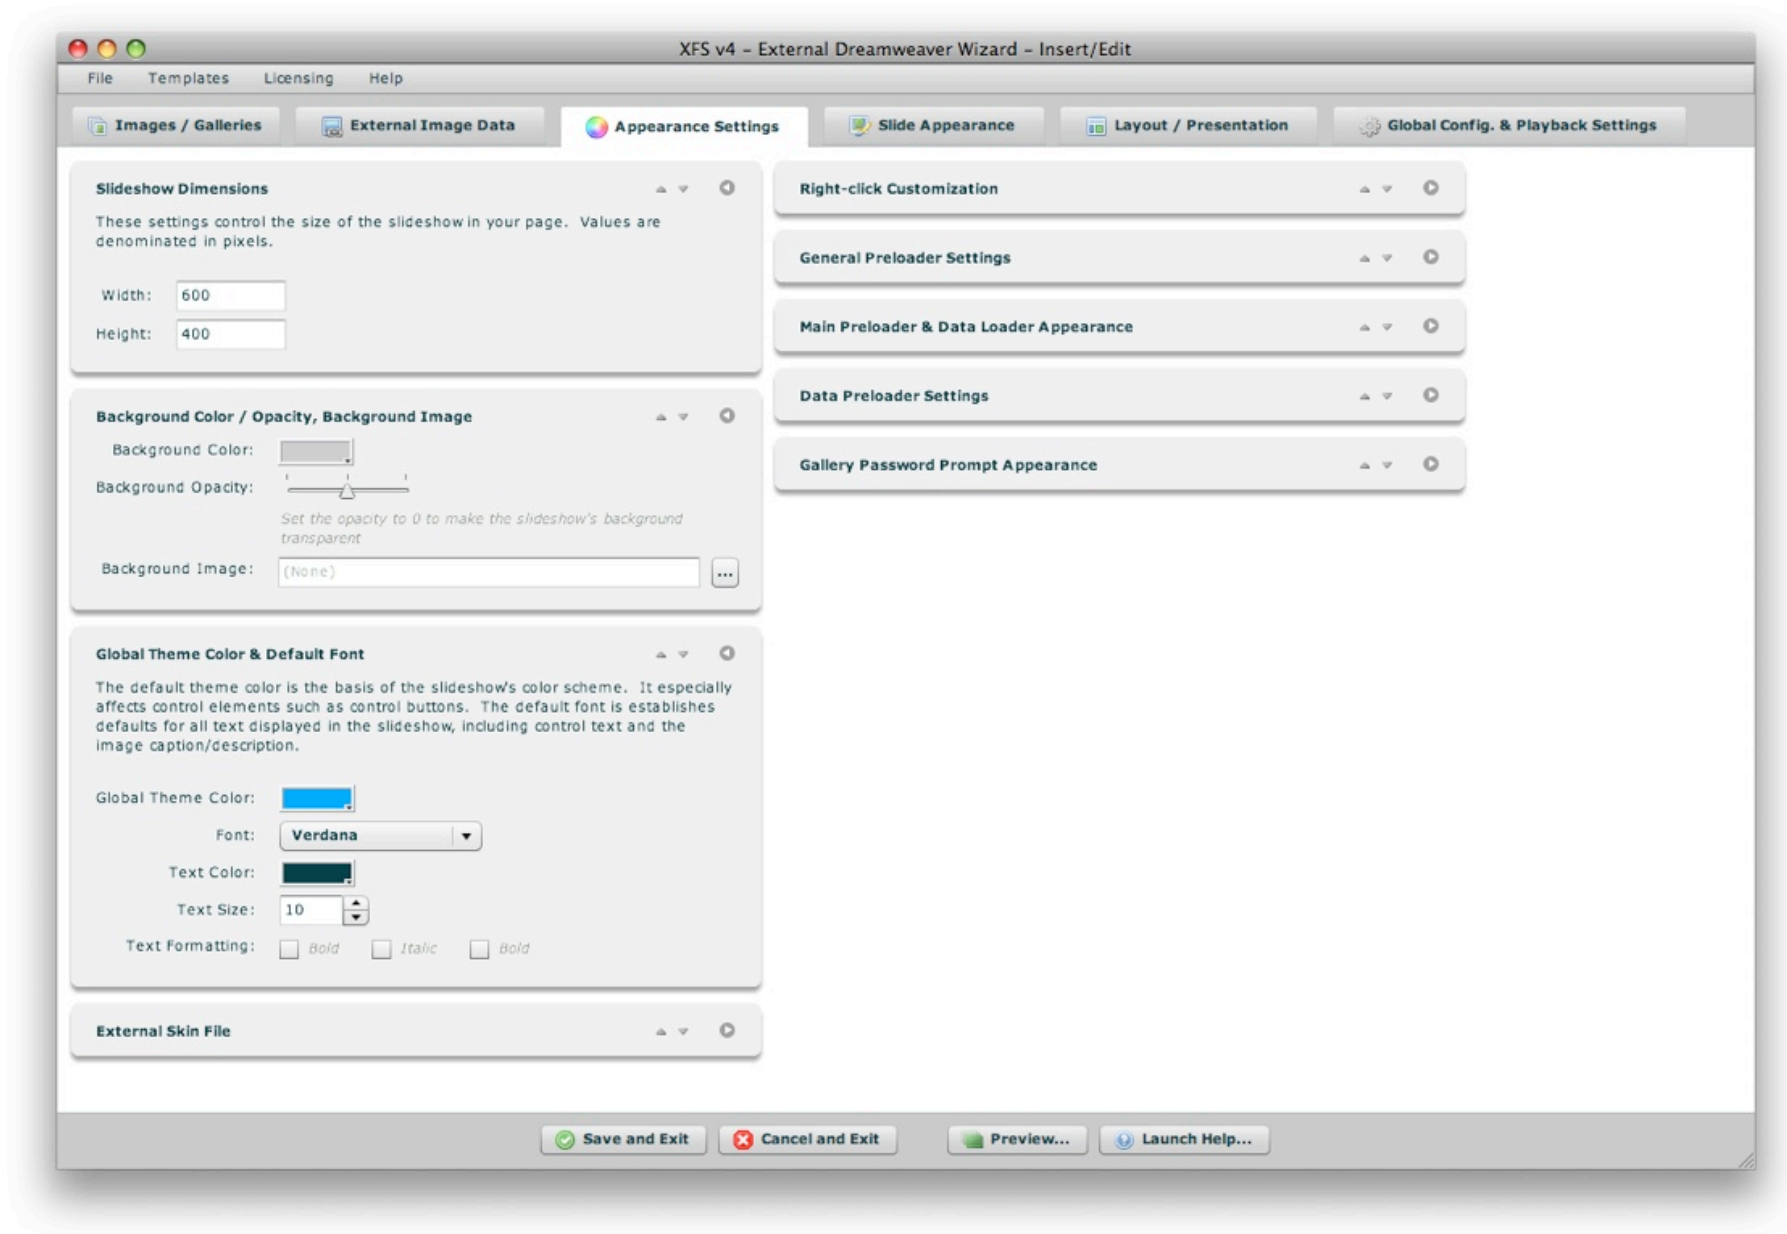 XFS v4 – External Dreamweaver Wizard – Insert/Edit
File Templates Licensing Help
Images / Galleries External Image Data Appearance Settings Slide Appearance Layout / Presentation Global Config. & Playback Settings
Slideshow Dimensions
These settings control the size of the slideshow in your page. Values are
denominated in pixels.
Width: 600
Height: 400
Background Color / Opacity, Background Image
Background Color:
Background Opacity:
Set the opacity to 0 to make the slideshow's background
transparent
Background Image: (None) ...
Global Theme Color & Default Font
The default theme color is the basis of the slideshow's color scheme. It especially
affects control elements such as control buttons. The default font is establishes
defaults for all text displayed in the slideshow, including control text and the
image caption/description.
Global Theme Color:
Font: Verdana
Text Color:
Text Size: 10
Text Formatting: Bold Italic Bold
External Skin File
Right-click Customization
General Preloader Settings
Main Preloader & Data Loader Appearance
Data Preloader Settings
Gallery Password Prompt Appearance
Save and Exit Cancel and Exit Preview... Launch Help...